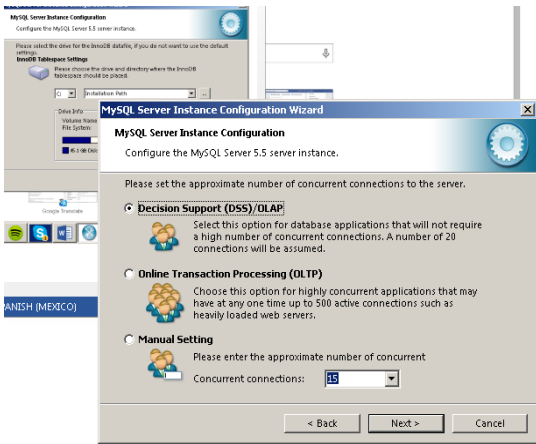 MySQL Server Instance Configuration
Configure the MySQL Server 5.5 server instance.
Please select the drive for the InnoDB datafile, if you do not want to use the default
settings.
InnoDB Tablespace Settings
Please choose the drive and directory where the InnoDB
tablespace should be placed.
C: Installation Path ...
Drive Info
Volume Name
File System:
Google Translate
ANISH (MEXICO)
MySQL Server Instance Configuration Wizard
MySQL Server Instance Configuration
Configure the MySQL Server 5.5 server instance.
Please set the approximate number of concurrent connections to the server.
Decision Support (DSS)/OLAP
Select this option for database applications that will not require
a high number of concurrent connections. A number of 20
connections will be assumed.
Online Transaction Processing (OLTP)
Choose this option for highly concurrent applications that may
have at any one time up to 500 active connections such as
heavily loaded web servers.
Manual Setting
Please enter the approximate number of concurrent
Concurrent connections: 15
< Back Next > Cancel